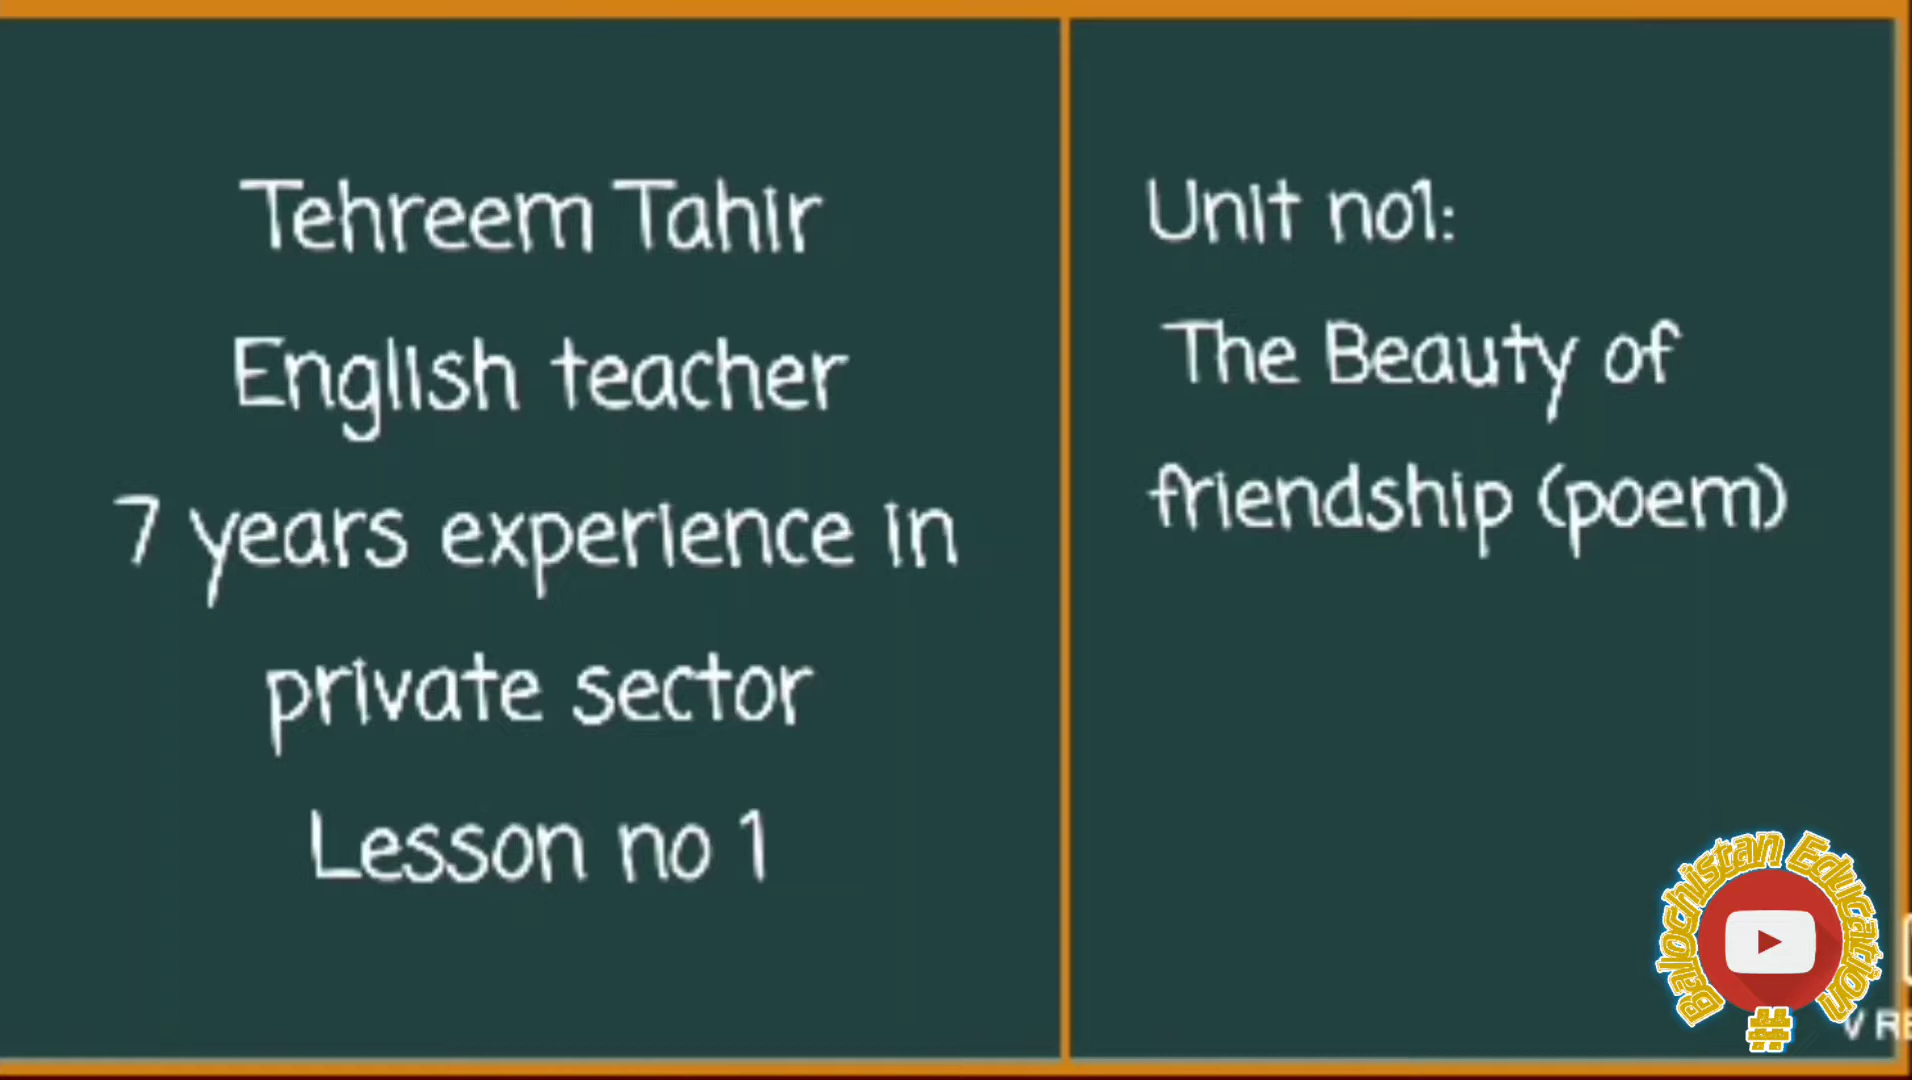 Tehreem Tahir
English teacher
7 years experience in
private sector
Lesson no 1
Unit no1:
The Beauty of
friendship (poem)
Balochistan Education
#